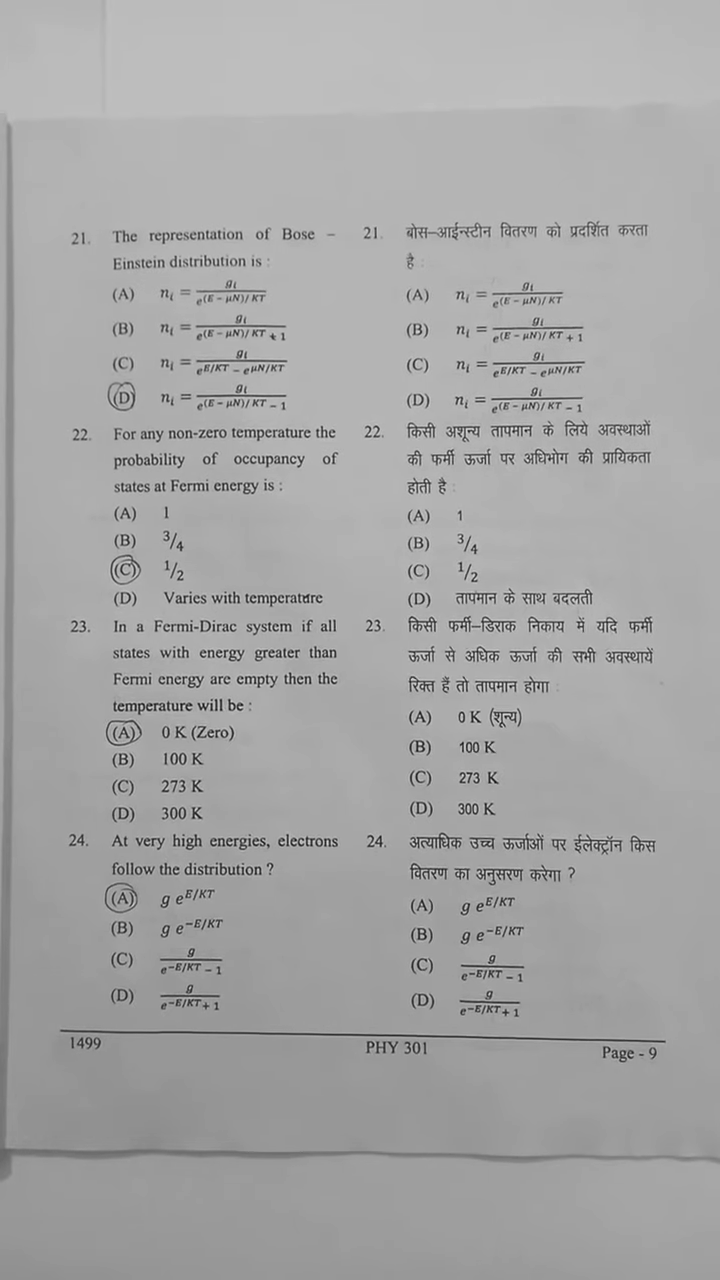 21. The representation of Bose –
Einstein distribution is :
(A) nᵢ = gᵢ / e^(E − μN)/ KT
(B) nᵢ = gᵢ / e^(E − μN)/ KT + 1
(C) nᵢ = gᵢ / e^E/KT − e^μN/KT
(D) nᵢ = gᵢ / e^(E − μN)/ KT − 1
22. For any non-zero temperature the
probability of occupancy of
states at Fermi energy is :
(A) 1
(B) 3/4
(C) 1/2
(D) Varies with temperature
23. In a Fermi-Dirac system if all
states with energy greater than
Fermi energy are empty then the
temperature will be :
(A) 0 K (Zero)
(B) 100 K
(C) 273 K
(D) 300 K
24. At very high energies, electrons
follow the distribution ?
(A) g e^E/KT
(B) g e^−E/KT
(C) g / e^−E/KT − 1
(D) g / e^−E/KT + 1
21. बोस–आईन्स्टीन वितरण को प्रदर्शित करता
है :
(A) nᵢ = gᵢ / e^(E − μN)/ KT
(B) nᵢ = gᵢ / e^(E − μN)/ KT + 1
(C) nᵢ = gᵢ / e^E/KT − e^μN/KT
(D) nᵢ = gᵢ / e^(E − μN)/ KT − 1
22. किसी अशून्य तापमान के लिये अवस्थाओं
की फर्मी ऊर्जा पर अधिभोग की प्रायिकता
होती है :
(A) 1
(B) 3/4
(C) 1/2
(D) तापमान के साथ बदलती
23. किसी फर्मी–डिराक निकाय में यदि फर्मी
ऊर्जा से अधिक ऊर्जा की सभी अवस्थायें
रिक्त हैं तो तापमान होगा :
(A) 0 K (शून्य)
(B) 100 K
(C) 273 K
(D) 300 K
24. अत्याधिक उच्च ऊर्जाओं पर ईलेक्ट्रॉन किस
वितरण का अनुसरण करेगा ?
(A) g e^E/KT
(B) g e^−E/KT
(C) g / e^−E/KT − 1
(D) g / e^−E/KT + 1
1499 PHY 301 Page - 9